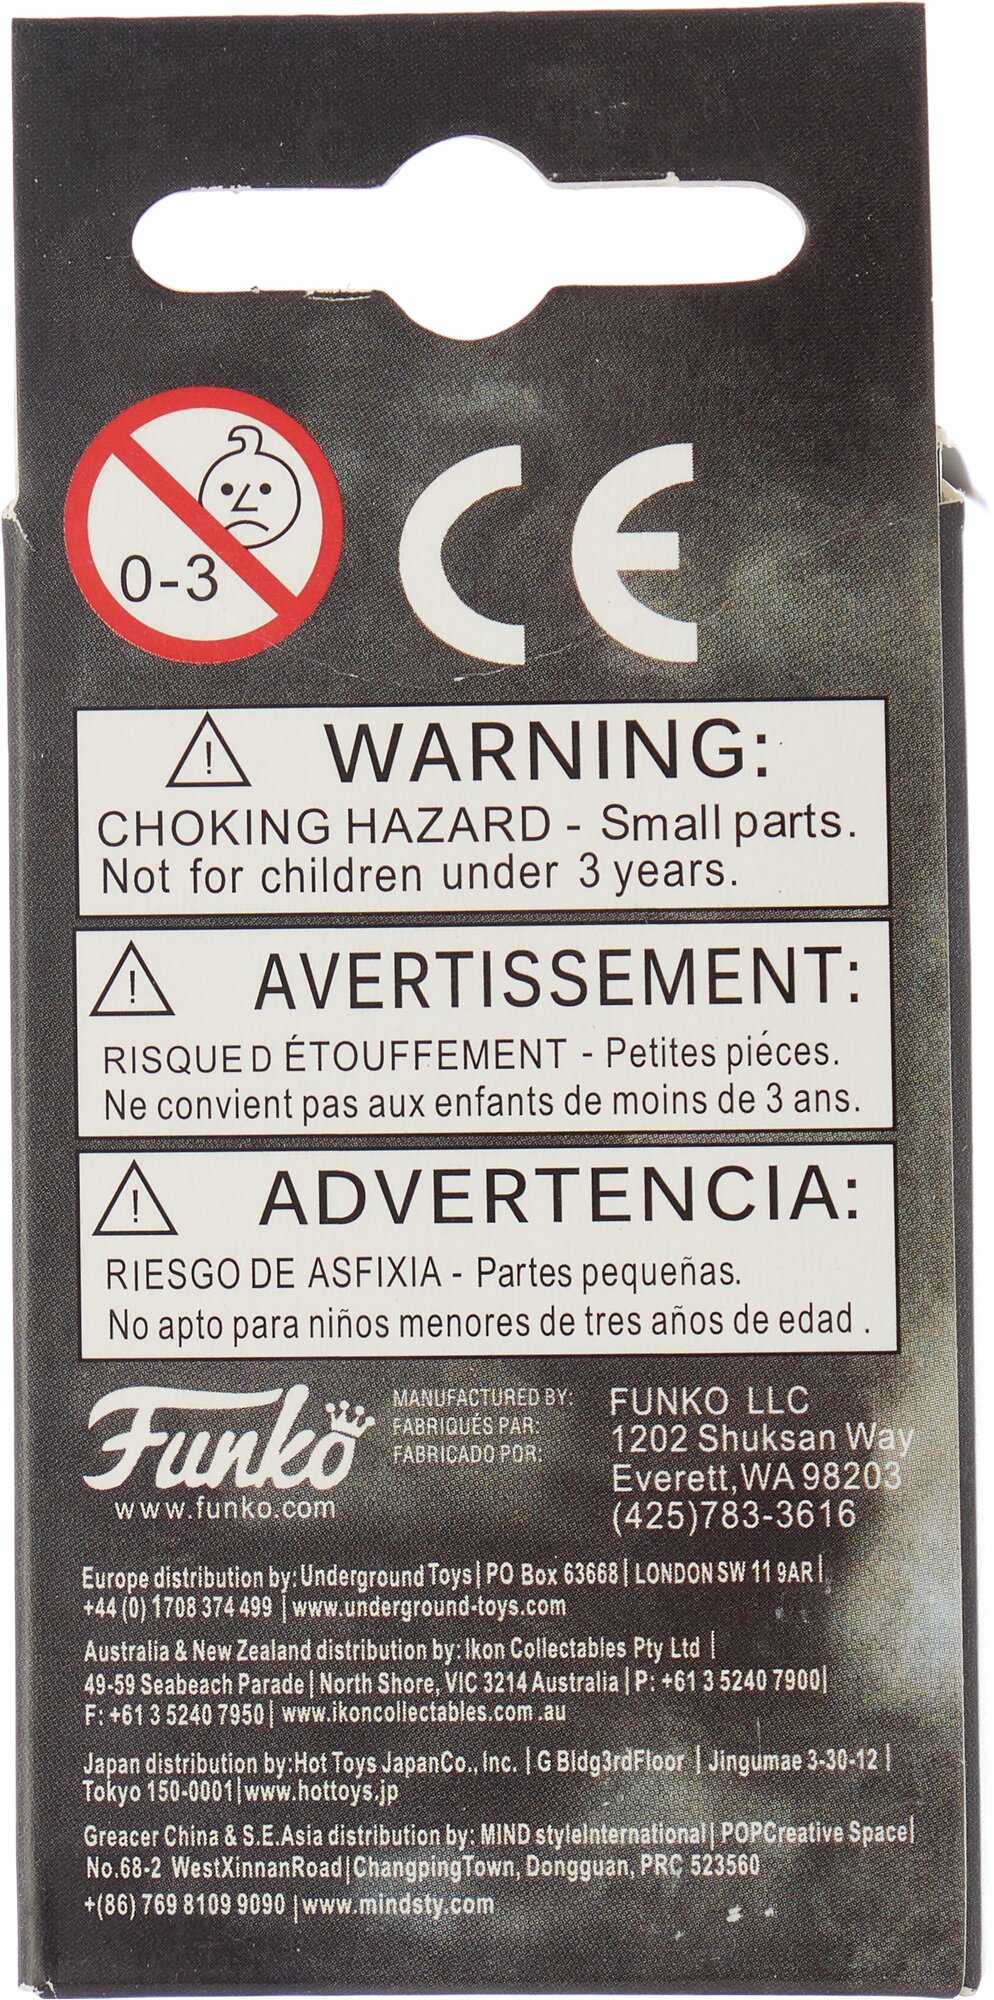 0-3
CE
WARNING:
CHOKING HAZARD - Small parts.
Not for children under 3 years.
AVERTISSEMENT:
RISQUE D ÉTOUFFEMENT - Petites piéces.
Ne convient pas aux enfants de moins de 3 ans.
ADVERTENCIA:
RIESGO DE ASFIXIA - Partes pequeñas.
No apto para niños menores de tres años de edad .
Funko
www.funko.com
MANUFACTURED BY:
FABRIQUÉS PAR:
FABRICADO POR:
FUNKO LLC
1202 Shuksan Way
Everett,WA 98203
(425)783-3616
Europe distribution by: Underground Toys| PO Box 63668 | LONDON SW 11 9AR |
+44 (0) 1708 374 499 | www.underground-toys.com
Australia & New Zealand distribution by: Ikon Collectables Pty Ltd |
49-59 Seabeach Parade | North Shore, VIC 3214 Australia | P: +61 3 5240 7900|
F: +61 3 5240 7950 | www.ikoncollectables.com .au
Japan distribution by:Hot Toys JapanCo., Inc. | G Bldg3rdFloor | Jingumae 3-30-12 |
Tokyo 150-0001|www.hottoys.jp
Greacer China & S.E.Asia distribution by: MIND styleInternational| POPCreative Space|
No.68-2 WestXinnanRoad|ChangpingTown, Dongguan, PRC 523560
+(86) 769 8109 9090 |www.mindsty.com